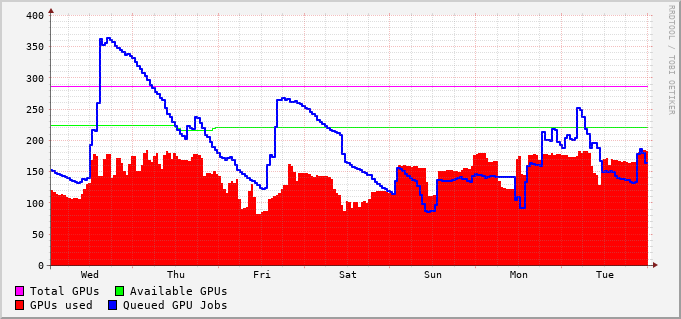 400
350
300
250
200
150
100
50
0
Wed Thu Fri Sat Sun Mon Tue
RRDTOOL / TOBI OETIKER
Total GPUs Available GPUs
GPUs used Queued GPU Jobs